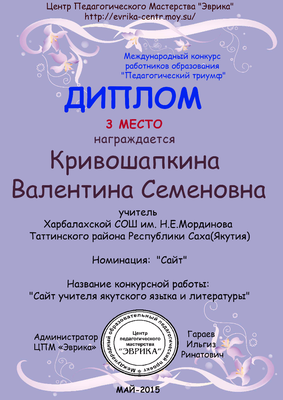 Центр Педагогического Мастерства "Эврика"
http://evrika-centr.moy.su/
Международный конкурс
работников образования
"Педагогический триумф"
ДИПЛОМ
3 МЕСТО
награждается
Кривошапкина
Валентина Семеновна
учитель
Харбалахской СОШ им. Н.Е.Мординова
Таттинского района Республики Саха(Якутия)
Номинация: "Сайт"
Название конкурсной работы:
"Сайт учителя якутского языка и литературы"
Администратор
ЦПМ «Эврика»
Центр
педагогического
мастерства
"ЭВРИКА"
Гараев
Ильгиз
Ринатович
МАЙ-2015